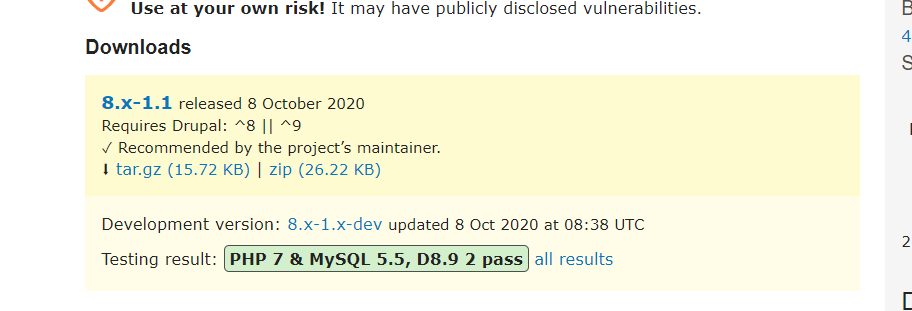 Use at your own risk! It may have publicly disclosed vulnerabilities.
Downloads
8.x-1.1 released 8 October 2020
Requires Drupal: ^8 || ^9
✓ Recommended by the project’s maintainer.
⬇ tar.gz (15.72 KB) | zip (26.22 KB)
Development version: 8.x-1.x-dev updated 8 Oct 2020 at 08:38 UTC
Testing result: PHP 7 & MySQL 5.5, D8.9 2 pass all results
4
S
2